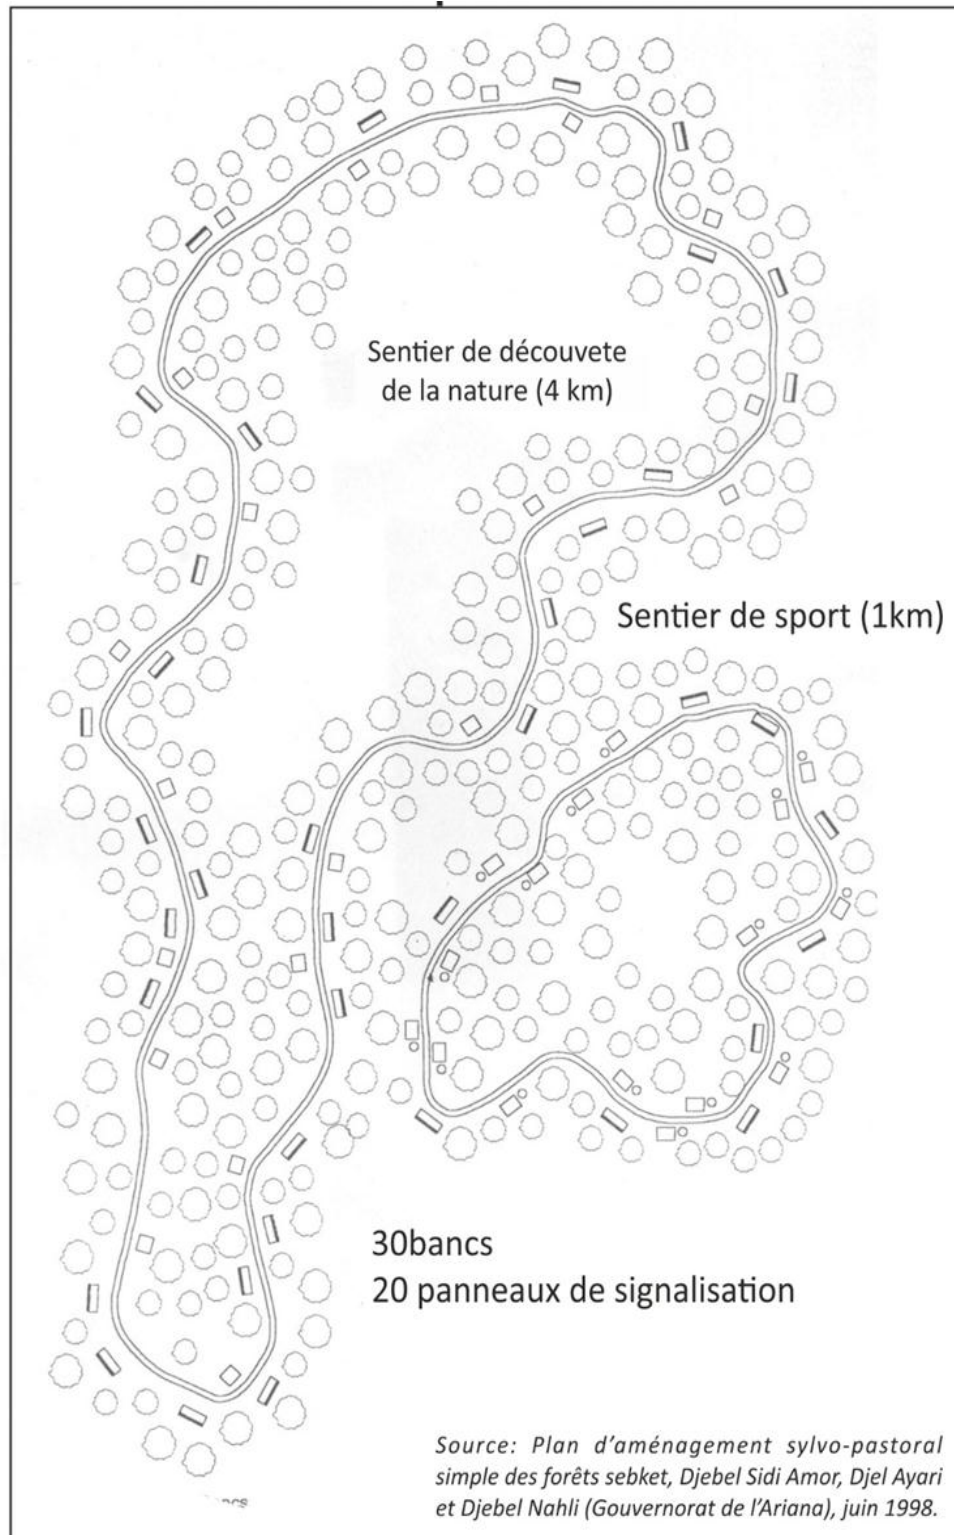 Sentier de découvete
de la nature (4 km)
Sentier de sport (1km)
30bancs
20 panneaux de signalisation
Source: Plan d'aménagement sylvo-pastoral
simple des forêts sebket, Djebel Sidi Amor, Djel Ayari
et Djebel Nahli (Gouvernorat de l'Ariana), juin 1998.